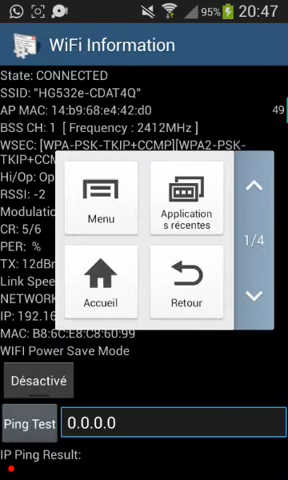 95% 20:47
WiFi Information
State: CONNECTED
SSID: "HG532e-CDAT4Q"
AP MAC: 14:b9:68:e4:42:d0
49
BSS CH: 1 [ Frequency : 2412MHz ]
WSEC: [WPA-PSK-TKIP+CCMP][WPA2-PSK-
TKIP+CCM
Hi/Op: Op
RSSI: -2
Modulatio
CR: 5/6
PER: %
TX: 12dBr
Link Spee
NETWORK
IP: 192.16
MAC: B8:6C:E8:C8:60:99
WIFI Power Save Mode
Menu
Application
s récentes
1/4
Accueil
Retour
Désactivé
Ping Test
0.0.0.0
IP Ping Result: